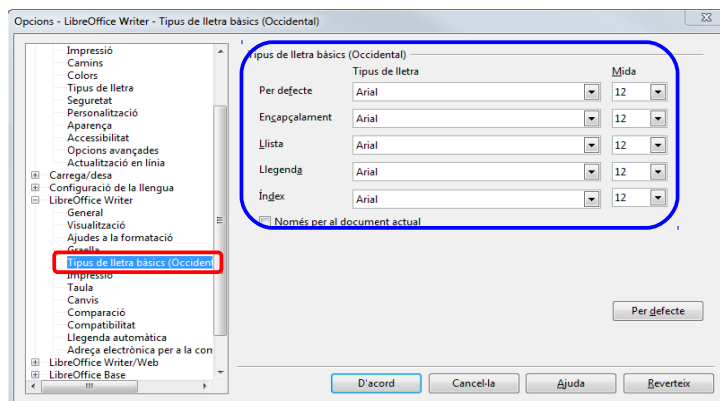 Opcions - LibreOffice Writer - Tipus de lletra bàsics (Occidental)
Impressió
Camins
Colors
Tipus de lletra
Seguretat
Personalització
Aparença
Accessibilitat
Opcions avançades
Actualització en línia
Carrega/desa
Configuració de la llengua
LibreOffice Writer
General
Visualització
Ajudes a la formatació
Graella
Tipus de lletra bàsics (Occident
Impressió
Taula
Canvis
Comparació
Compatibilitat
Llegenda automàtica
Adreça electrònica per a la com
LibreOffice Writer/Web
LibreOffice Base
Tipus de lletra bàsics (Occidental)
Tipus de lletra Mida
Per defecte Arial 12
Encapçalament Arial 12
Llista Arial 12
Llegenda Arial 12
Índex Arial 12
Només per al document actual
Per defecte
D'acord Cancel·la Ajuda Reverteix